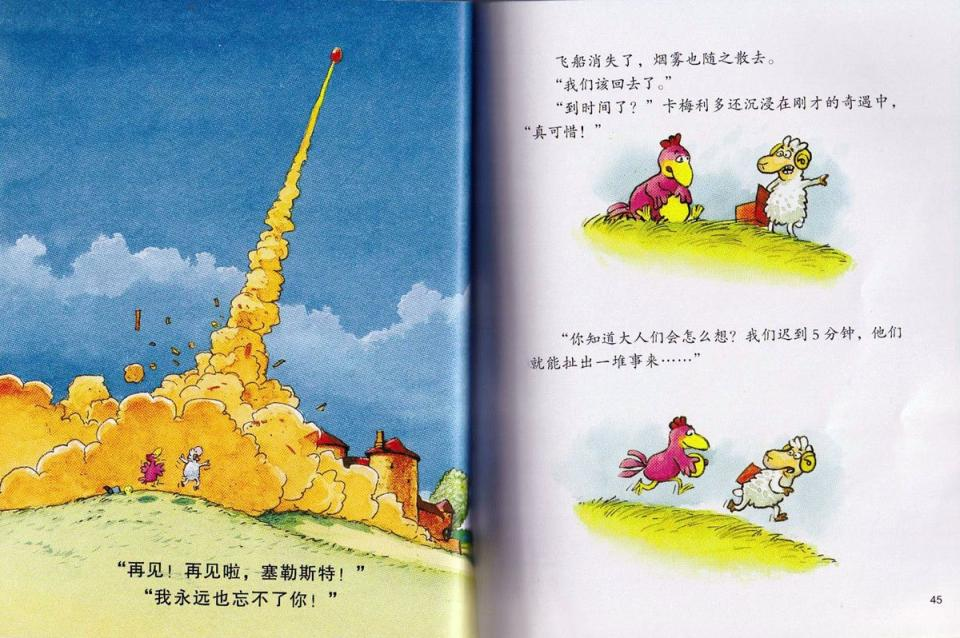 “再见！再见啦，塞勒斯特！”
“我永远也忘不了你！”
飞船消失了，烟雾也随之散去。
“我们该回去了。”
“到时间了？”卡梅利多还沉浸在刚才的奇遇中，
“真可惜！”
“你知道大人们会怎么想？我们迟到5分钟，他们
就能扯出一堆事来……”
45